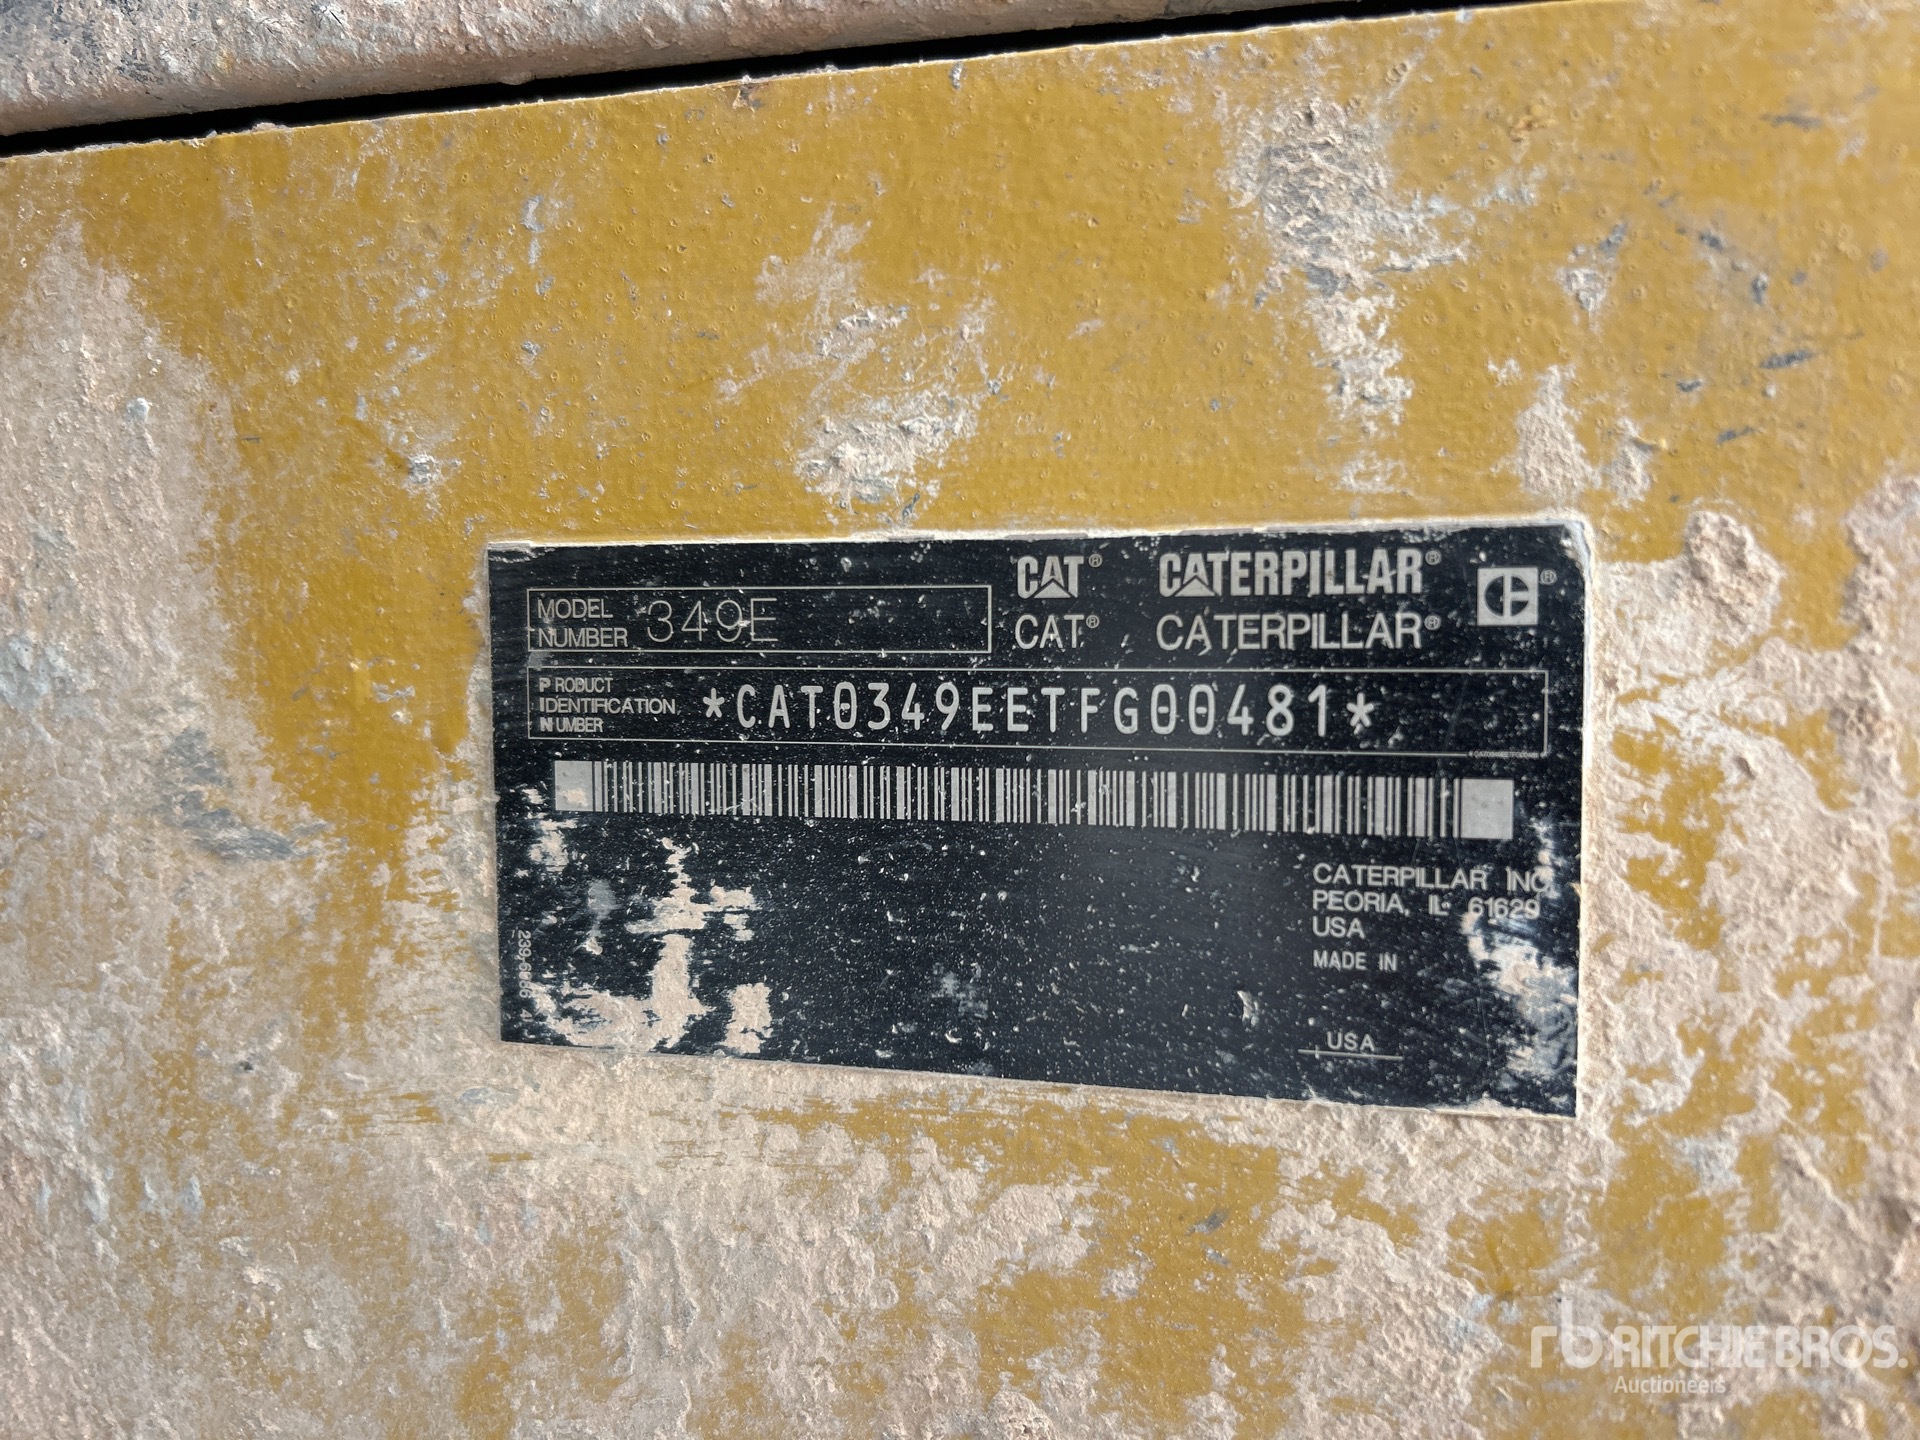 CAT® CATERPILLAR®
CAT® CATERPILLAR®
MODEL NUMBER 349E
PRODUCT IDENTIFICATION NUMBER *CAT0349EETFG00481*
CATERPILLAR INC.
PEORIA, IL 61629
USA
MADE IN
USA
rb RITCHIE BROS.
Auctioneers